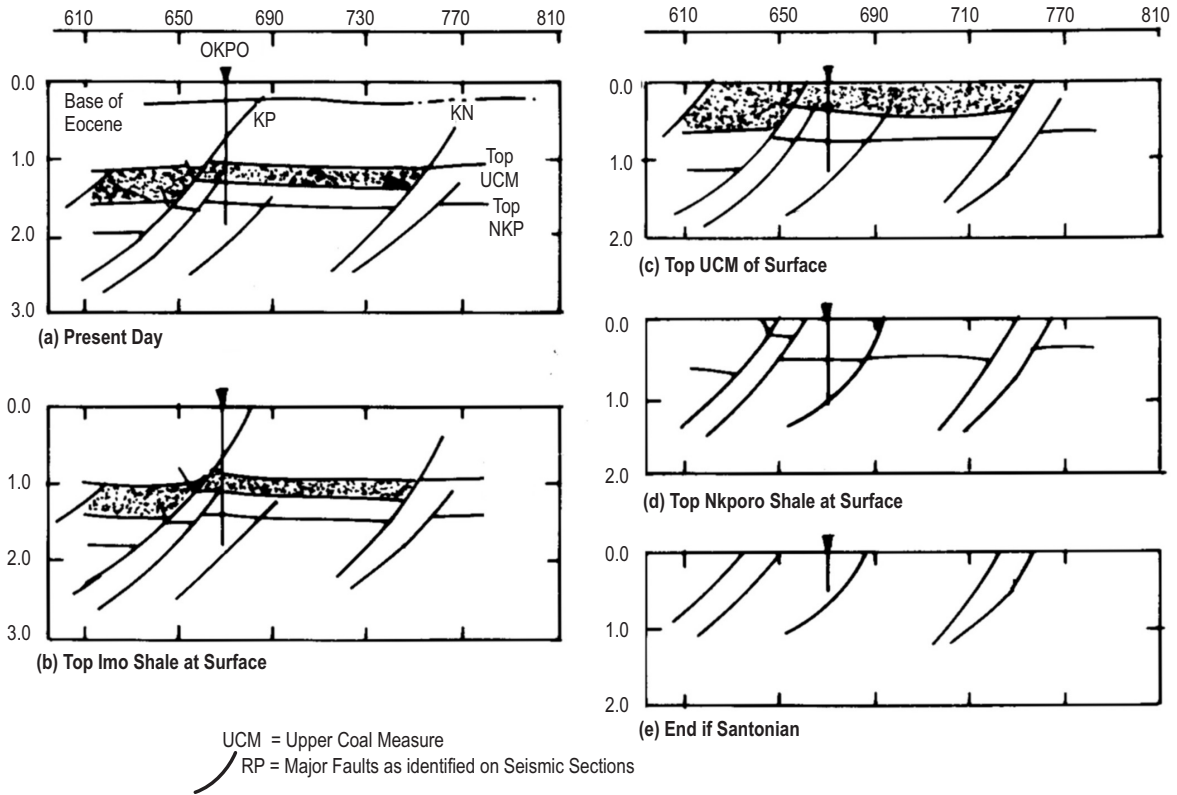 610 650 690 730 770 810
OKPO
0.0
Base of
Eocene
KP
KN
1.0
Top
UCM
Top
NKP
2.0
3.0
(a) Present Day
0.0
1.0
2.0
3.0
(b) Top Imo Shale at Surface
610 650 690 710 770 810
0.0
1.0
2.0
(c) Top UCM of Surface
0.0
1.0
2.0
(d) Top Nkporo Shale at Surface
0.0
1.0
2.0
(e) End if Santonian
UCM = Upper Coal Measure
RP = Major Faults as identified on Seismic Sections